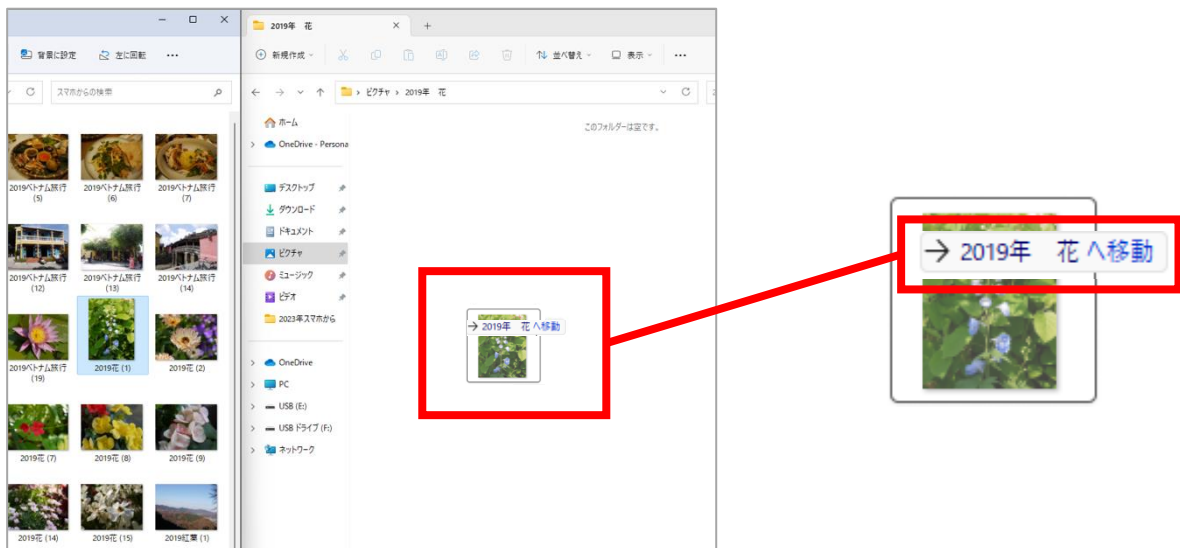 背景に設定
左に回転
…
スマホからの検索
2019ベトナム旅行
(5)
2019ベトナム旅行
(6)
2019ベトナム旅行
(7)
2019ベトナム旅行
(12)
2019ベトナム旅行
(13)
2019ベトナム旅行
(14)
2019ベトナム旅行
(19)
2019花 (1)
2019花 (2)
2019花 (7)
2019花 (8)
2019花 (9)
2019花 (14)
2019花 (15)
2019紅葉 (1)
2019年　花
新規作成
並べ替え
表示
…
ピクチャ › 2019年　花
ホーム
OneDrive - Persona
デスクトップ
ダウンロード
ドキュメント
ピクチャ
ミュージック
ビデオ
2023年スマホから
OneDrive
PC
USB (E:)
USB ドライブ (F:)
ネットワーク
このフォルダーは空です。
→ 2019年　花 へ移動
→ 2019年　花 へ移動